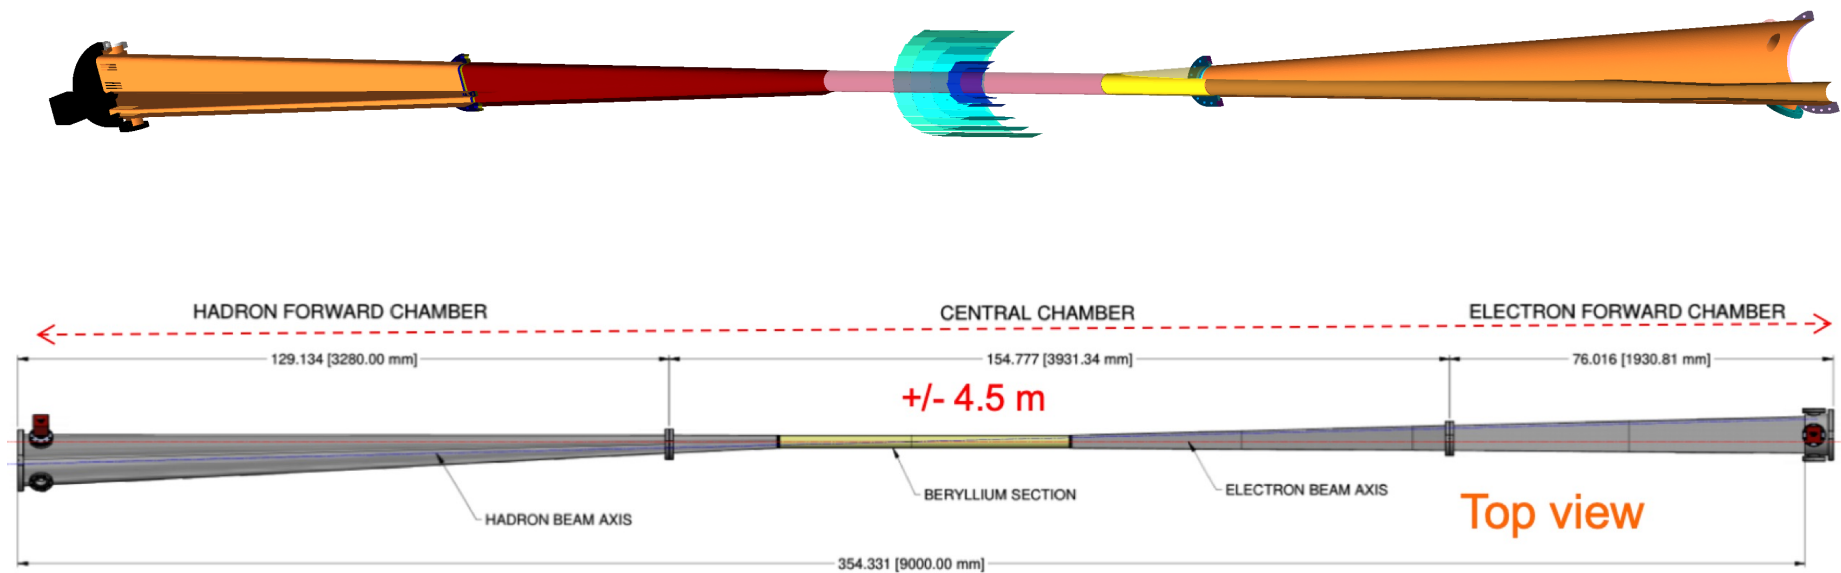 HADRON FORWARD CHAMBER
CENTRAL CHAMBER
ELECTRON FORWARD CHAMBER
129.134 [3280.00 mm]
154.777 [3931.34 mm]
76.016 [1930.81 mm]
+/- 4.5 m
BERYLLIUM SECTION
ELECTRON BEAM AXIS
HADRON BEAM AXIS
Top view
354.331 [9000.00 mm]